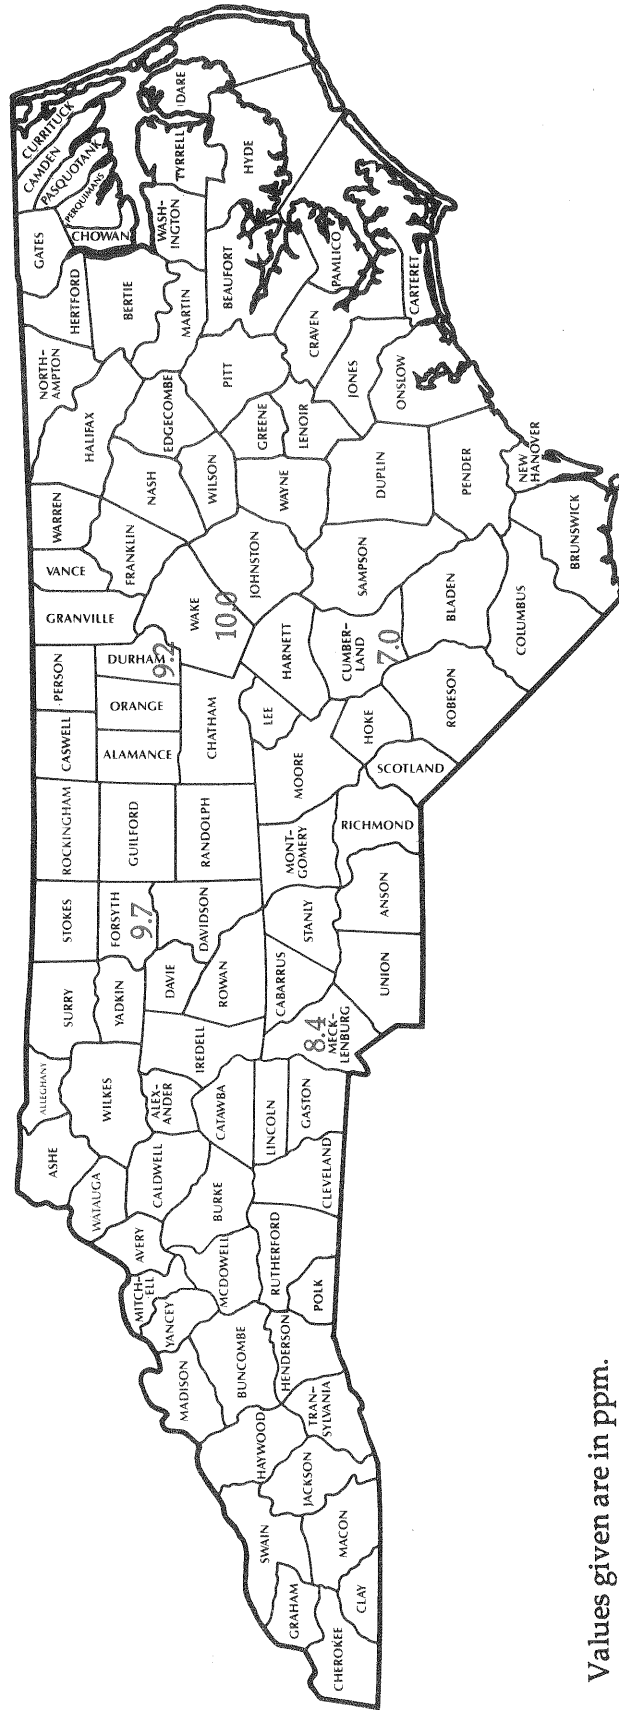 CURRITUCK
CAMDEN
PASQUOTANK
PERQUIMANS
GATES
CHOWAN
HERTFORD
BERTIE
WASH-
INGTON
TYRRELL
DARE
HYDE
MARTIN
BEAUFORT
PAMLICO
CARTERET
CRAVEN
JONES
ONSLOW
NORTH-
AMPTON
HALIFAX
EDGECOMBE
PITT
GREENE
LENOIR
WARREN
NASH
WILSON
WAYNE
DUPLIN
PENDER
NEW
HANOVER
BRUNSWICK
VANCE
FRANKLIN
GRANVILLE
WAKE
10.0
JOHNSTON
SAMPSON
BLADEN
COLUMBUS
PERSON
DURHAM
9.2
ORANGE
HARNETT
CUMBER-
LAND
7.0
ROBESON
CASWELL
ALAMANCE
CHATHAM
LEE
HOKE
SCOTLAND
MOORE
ROCKINGHAM
GUILFORD
RANDOLPH
MONT-
GOMERY
RICHMOND
STOKES
FORSYTH
9.7
DAVIDSON
STANLY
ANSON
SURRY
YADKIN
DAVIE
ROWAN
CABARRUS
UNION
8.4
MECK-
LENBURG
ALLEGHANY
WILKES
IREDELL
ALEX-
ANDER
CATAWBA
LINCOLN
GASTON
ASHE
WATAUGA
CALDWELL
BURKE
CLEVELAND
AVERY
MITCH-
ELL
YANCEY
MCDOWELL
RUTHERFORD
POLK
MADISON
BUNCOMBE
HENDERSON
HAYWOOD
TRAN-
SYLVANIA
JACKSON
SWAIN
MACON
GRAHAM
CLAY
CHEROKEE
Values given are in ppm.